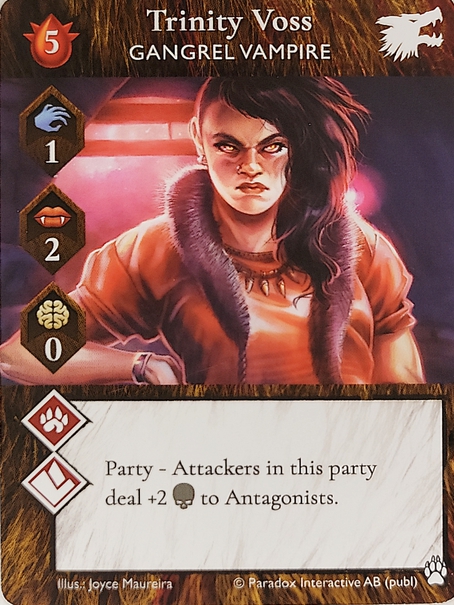 Trinity Voss
5
GANGREL VAMPIRE
1
2
0
Party - Attackers in this party
deal +2 to Antagonists.
Illus.: Joyce Maureira
© Paradox Interactive AB (publ)